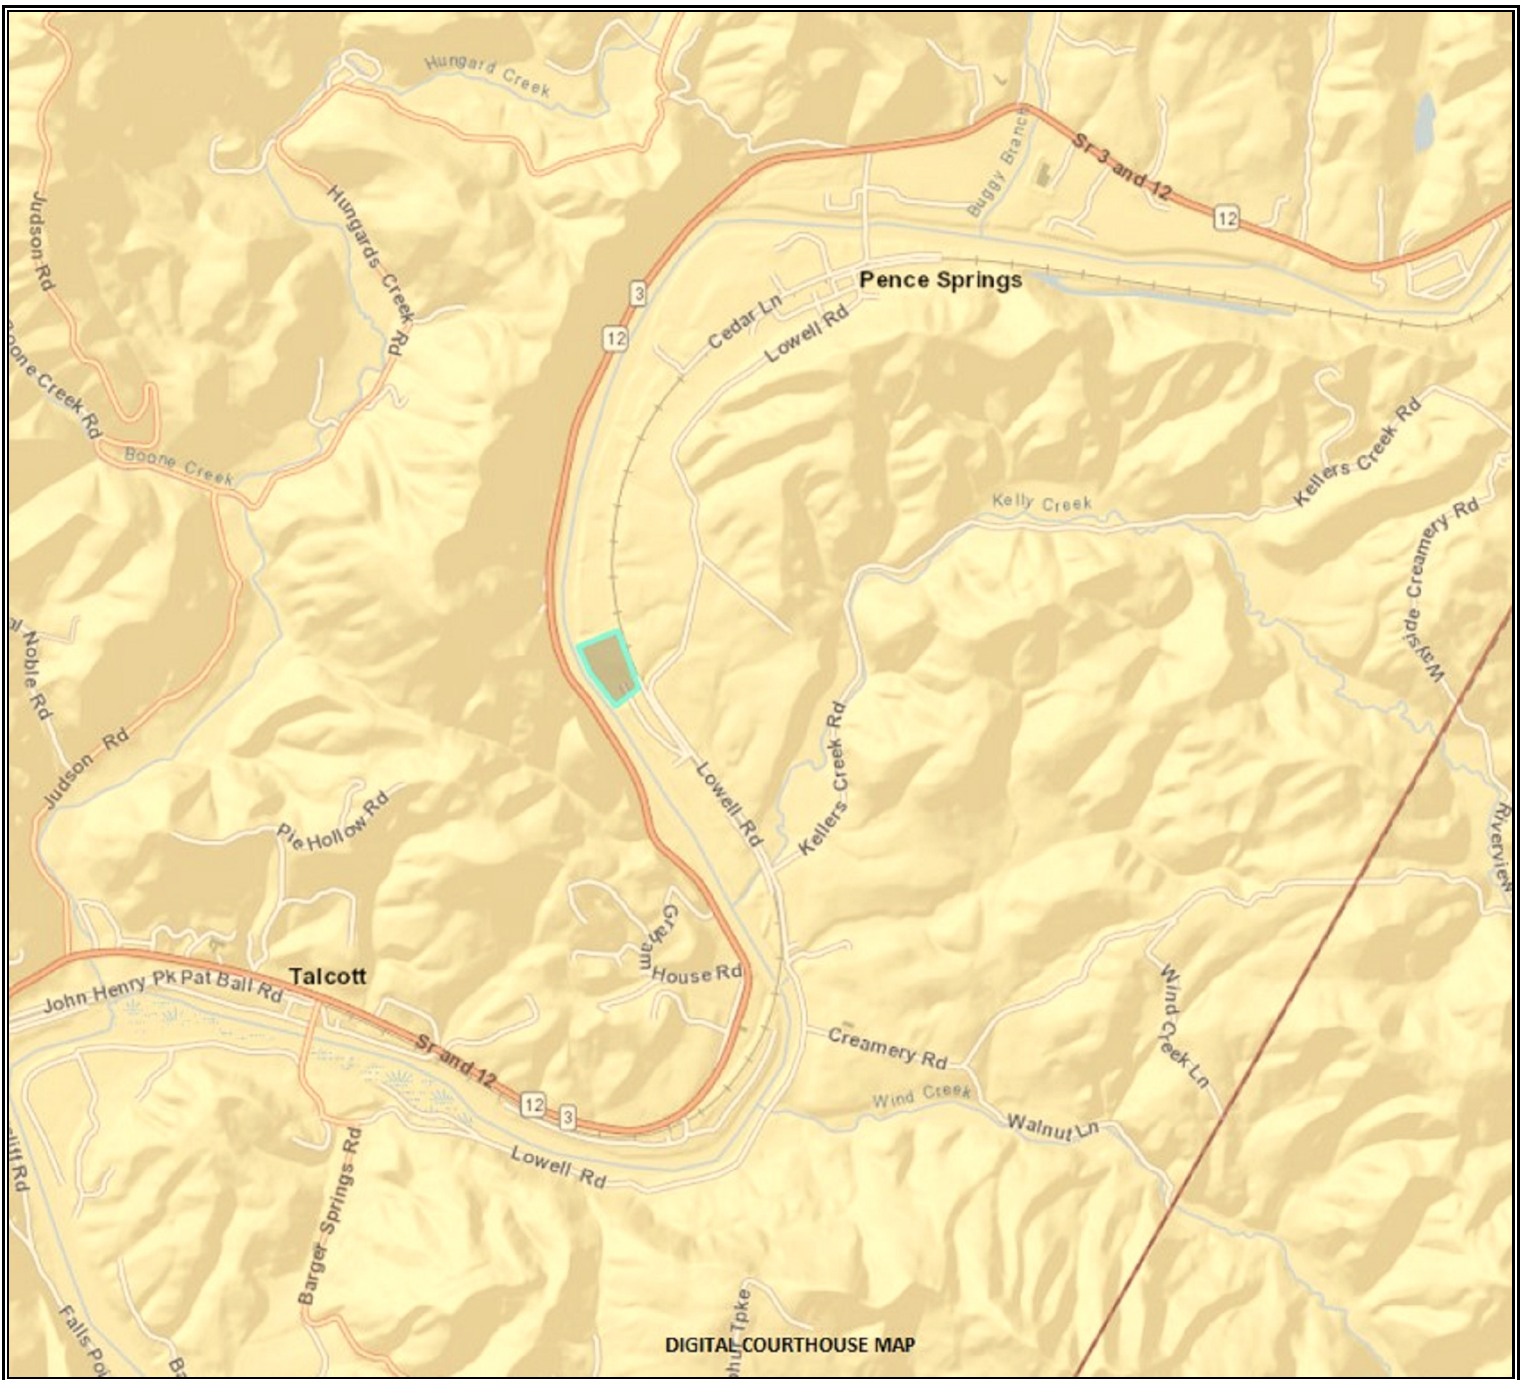 Hungard Creek
Judson Rd
Hungards Creek Rd
Buggy Branch
Sr 3 and 12
12
3
12
Pence Springs
Cedar Ln
Lowell Rd
Boone Creek Rd
Boone Creek
Kellers Creek Rd
Kelly Creek
Wayside Creamery Rd
Noble Rd
Judson Rd
Lowell Rd
Kellers Creek Rd
Pie Hollow Rd
Riverview
Graham
House Rd
Talcott
John Henry Pk
Pat Ball Rd
Wind Creek Ln
Sr and 12
Creamery Rd
Wind Creek
Walnut Ln
12
3
Lowell Rd
Barger Springs Rd
Tpke
DIGITAL COURTHOUSE MAP